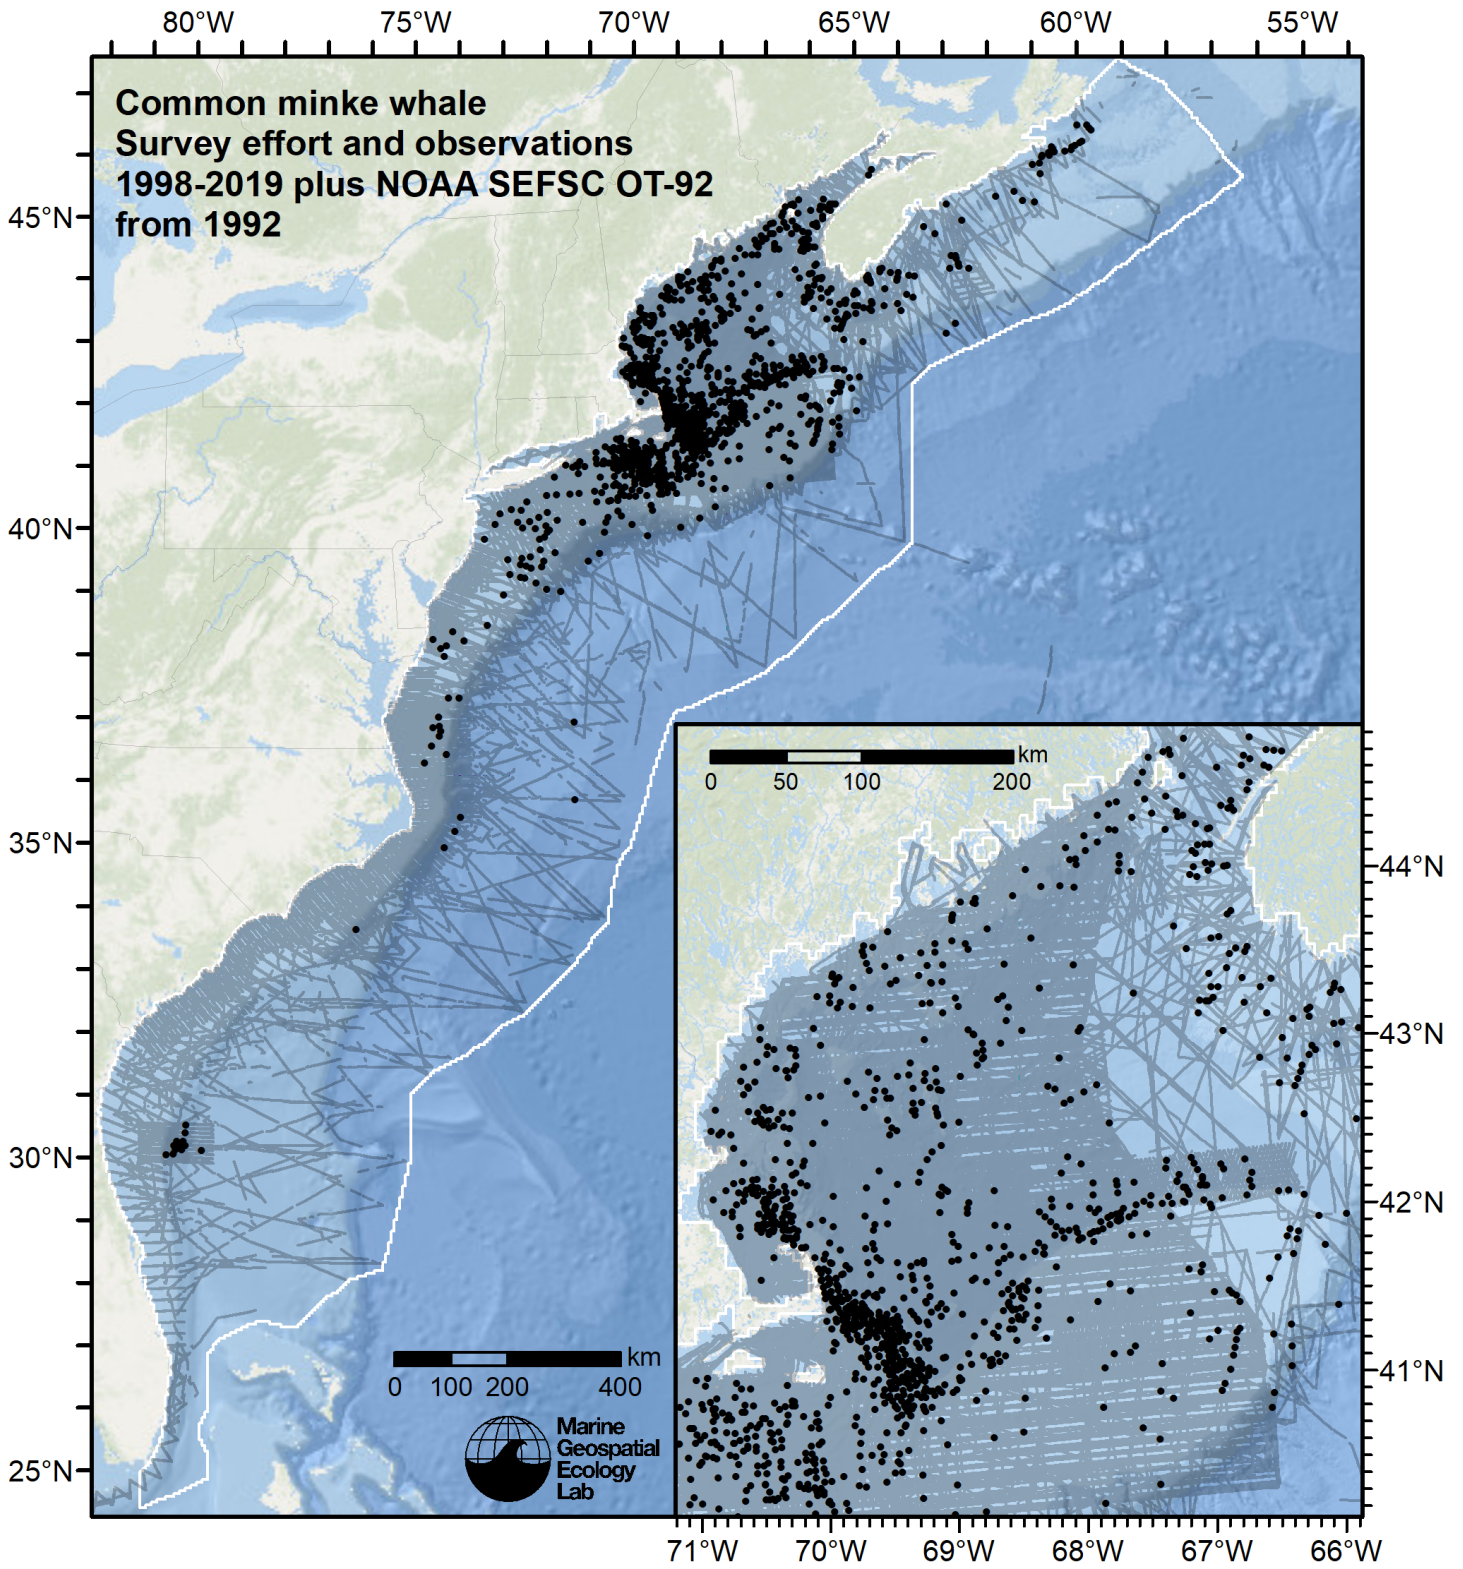 80°W 75°W 70°W 65°W 60°W 55°W
Common minke whale
Survey effort and observations
1998-2019 plus NOAA SEFSC OT-92
from 1992
45°N
40°N
35°N
30°N
25°N
km
0 50 100 200
44°N
43°N
42°N
41°N
km
0 100 200 400
Marine
Geospatial
Ecology
Lab
71°W 70°W 69°W 68°W 67°W 66°W